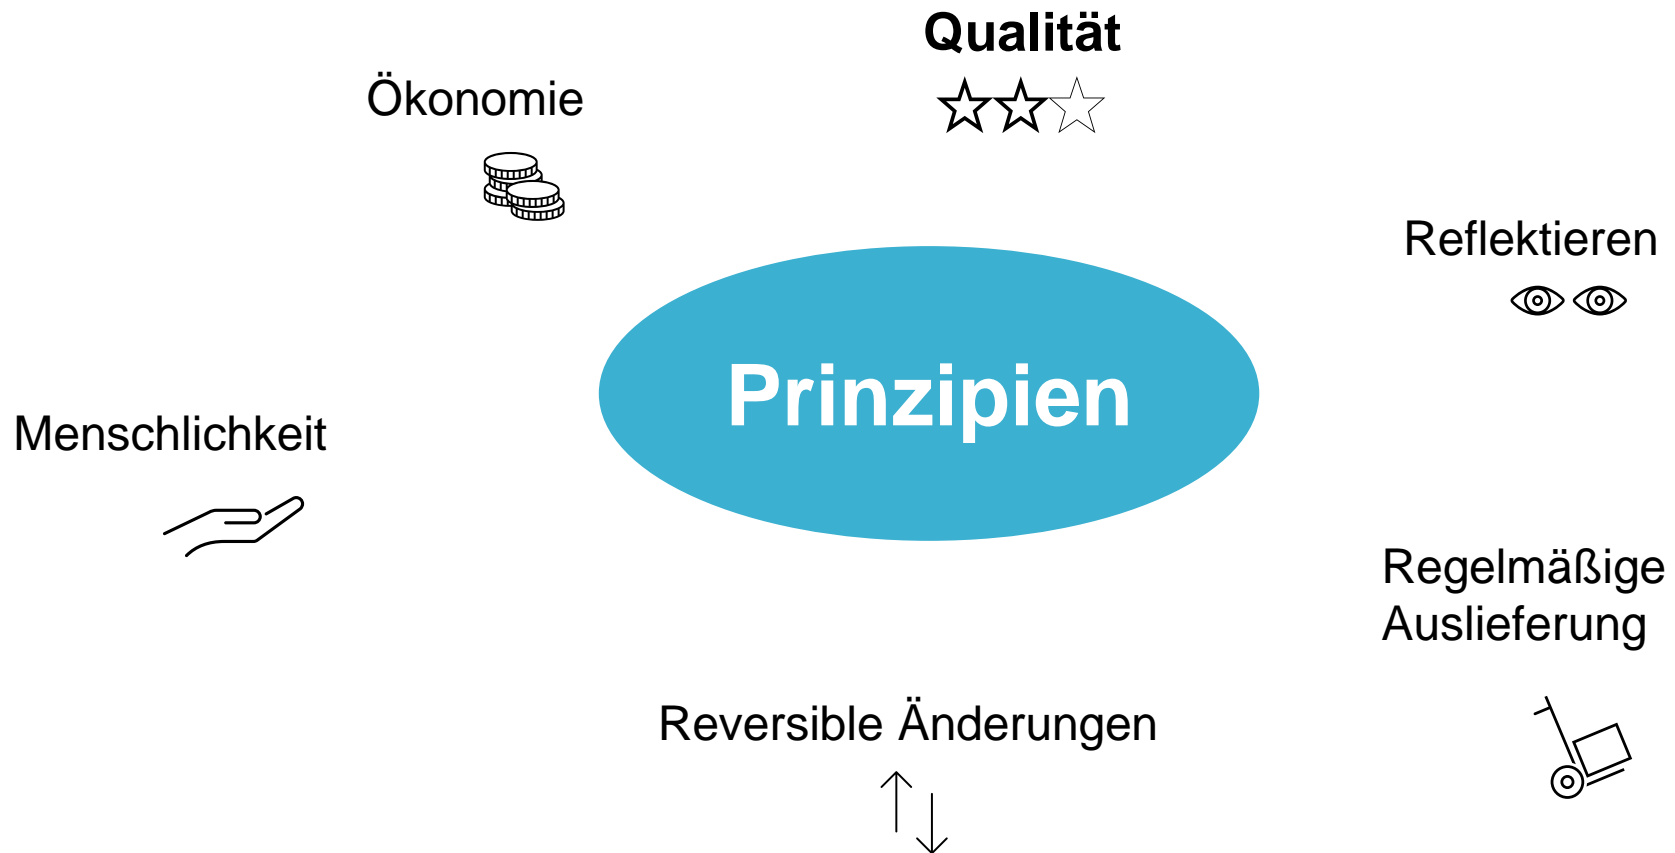 Qualität
Ökonomie
Reflektieren
Prinzipien
Menschlichkeit
Regelmäßige
Auslieferung
Reversible Änderungen